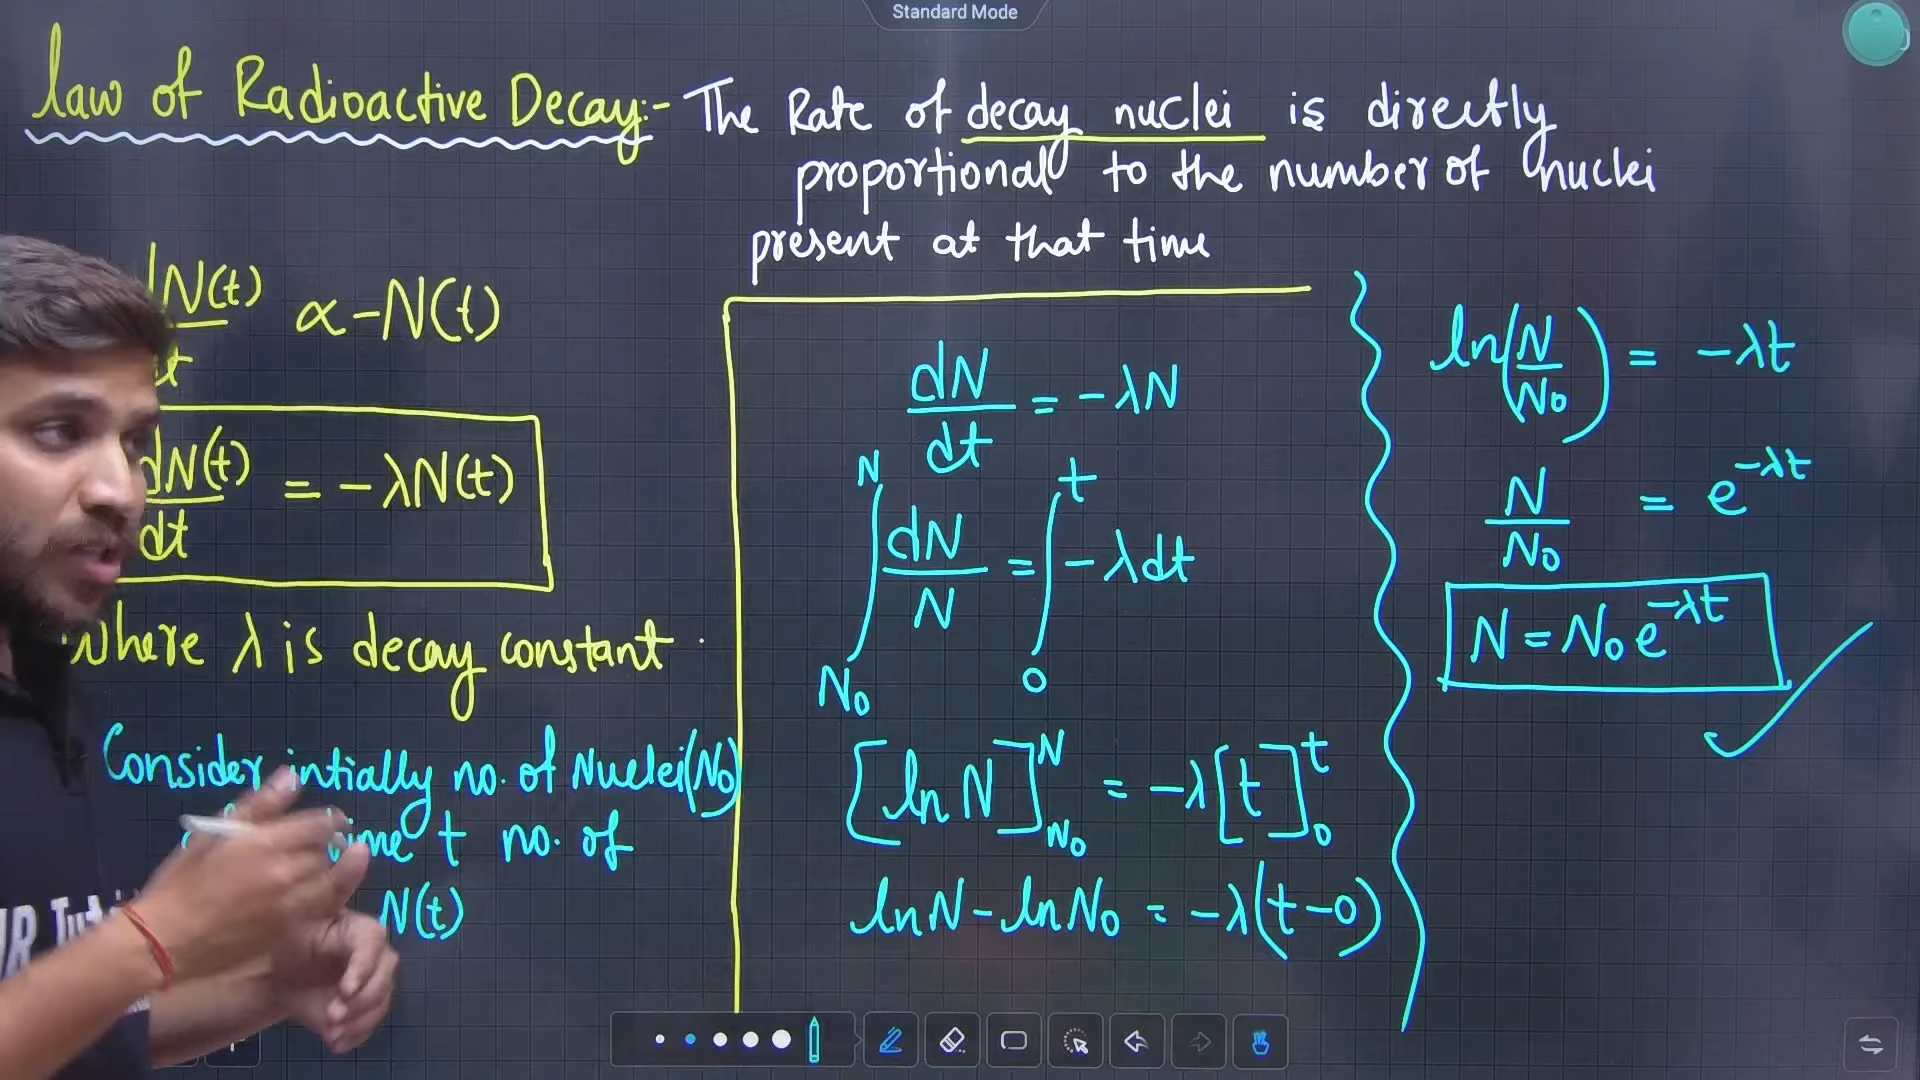 Standard Mode
Law of Radioactive Decay:- The Rate of decay nuclei is directly
proportional to the number of nuclei
present at that time
dN(t)/dt ∝ -N(t)
dN(t)/dt = -λN(t)
Where λ is decay constant
Consider intially no. of Nuclei(N₀)
time t no. of
N(t)
dN/dt = -λN
∫_{N₀}^{N} dN/N = ∫_{0}^{t} -λdt
[ln N]_{N₀}^{N} = -λ[t]_{0}^{t}
lnN - lnN₀ = -λ(t-0)
ln(N/N₀) = -λt
N/N₀ = e^{-λt}
N = N₀e^{-λt}